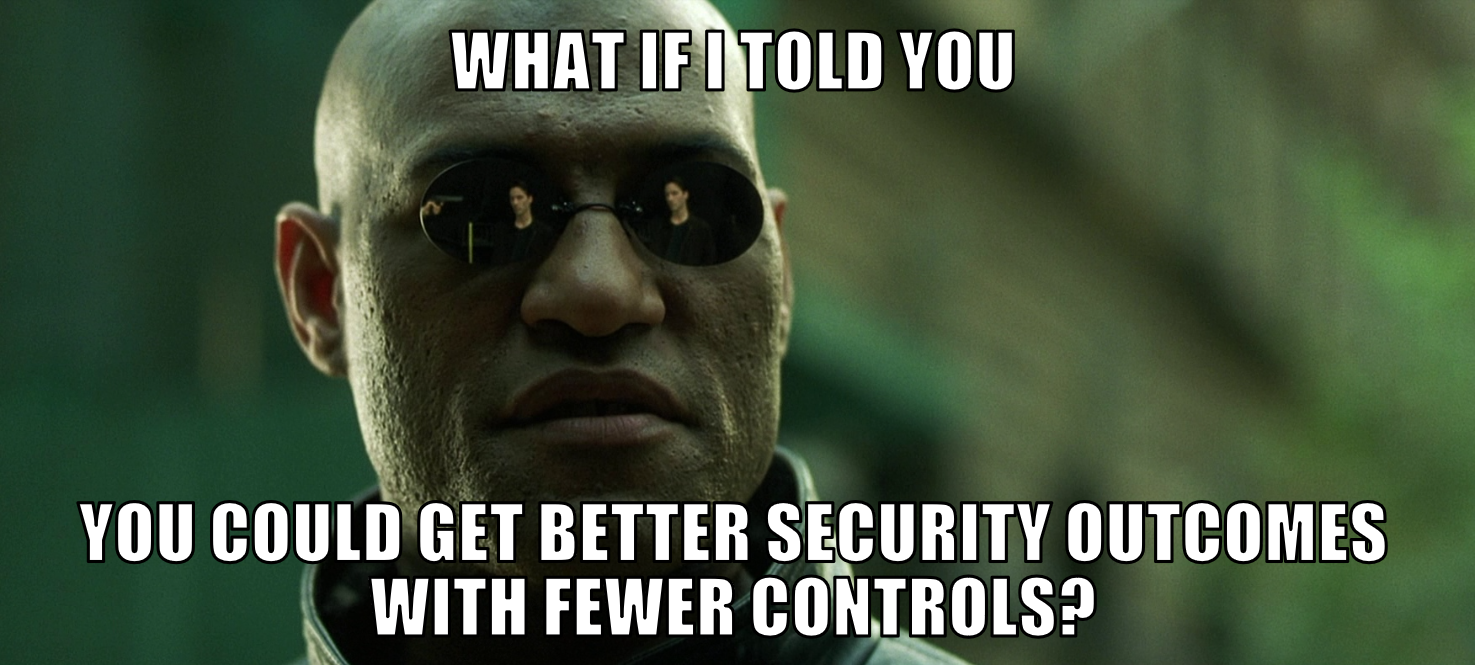 WHAT IF I TOLD YOU
YOU COULD GET BETTER SECURITY OUTCOMES
WITH FEWER CONTROLS?